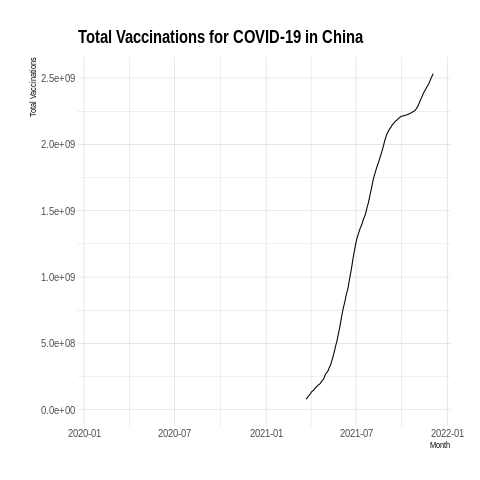 Total Vaccinations for COVID-19 in China
Total Vaccinations
2.5e+09
2.0e+09
1.5e+09
1.0e+09
5.0e+08
0.0e+00
2020-01 2020-07 2021-01 2021-07 2022-01
Month